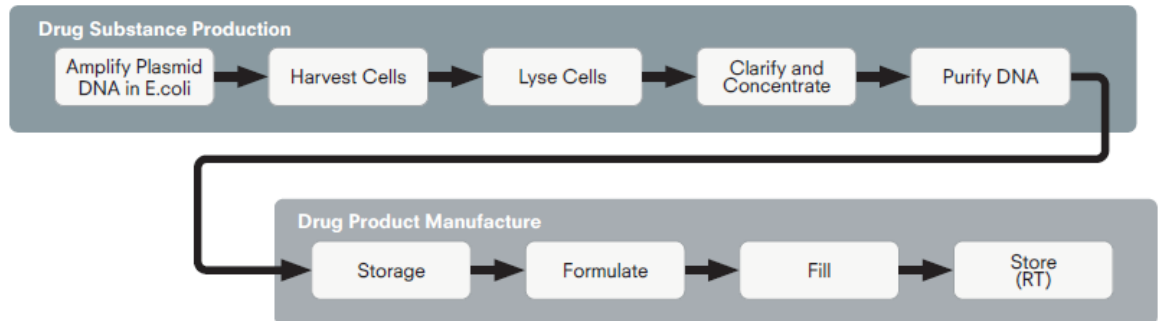 Drug Substance Production
Amplify Plasmid
DNA in E.coli
Harvest Cells
Lyse Cells
Clarify and
Concentrate
Purify DNA
Drug Product Manufacture
Storage
Formulate
Fill
Store
(RT)